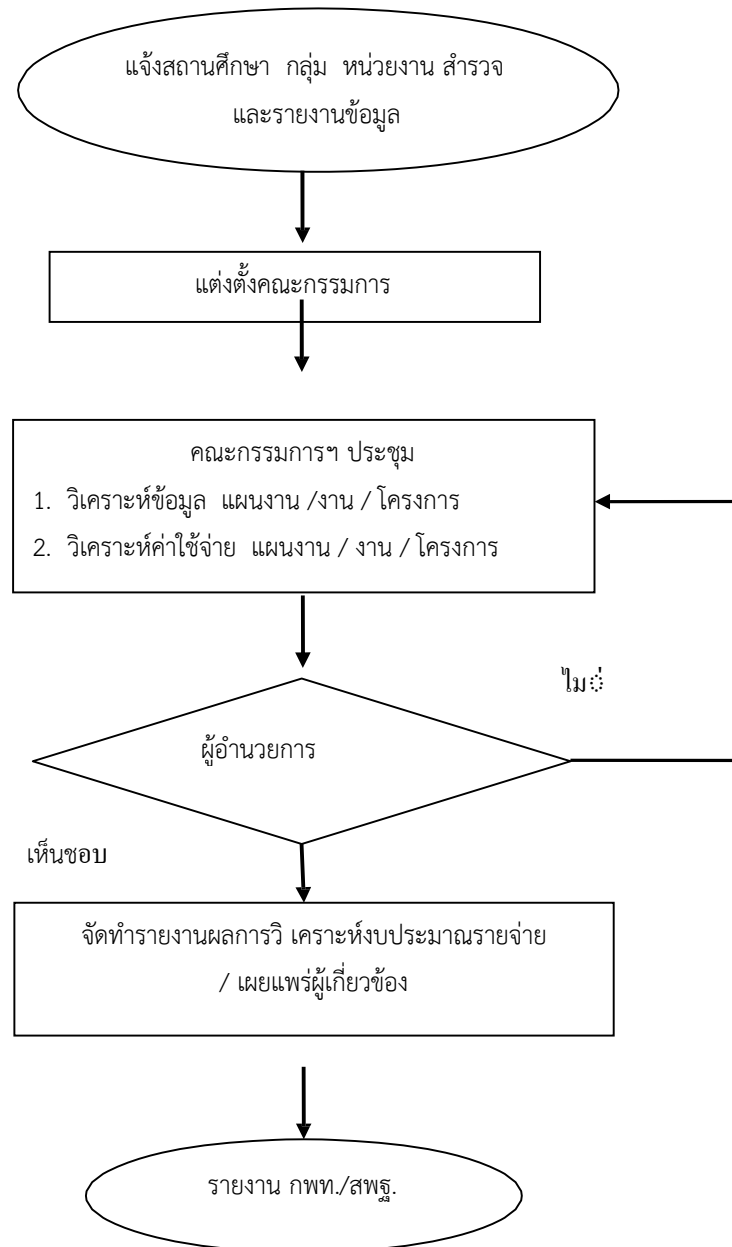 แจ้งสถานศึกษา กลุ่ม หน่วยงาน สำรวจ
และรายงานข้อมูล
แต่งตั้งคณะกรรมการ
คณะกรรมการฯ ประชุม
1. วิเคราะห์ข้อมูล แผนงาน /งาน / โครงการ
2. วิเคราะห์ค่าใช้จ่าย แผนงาน / งาน / โครงการ
ไม่
ผู้อำนวยการ
เห็นชอบ
จัดทำรายงานผลการวิ เคราะห์งบประมาณรายจ่าย
/ เผยแพร่ผู้เกี่ยวข้อง
รายงาน กพท./สพฐ.